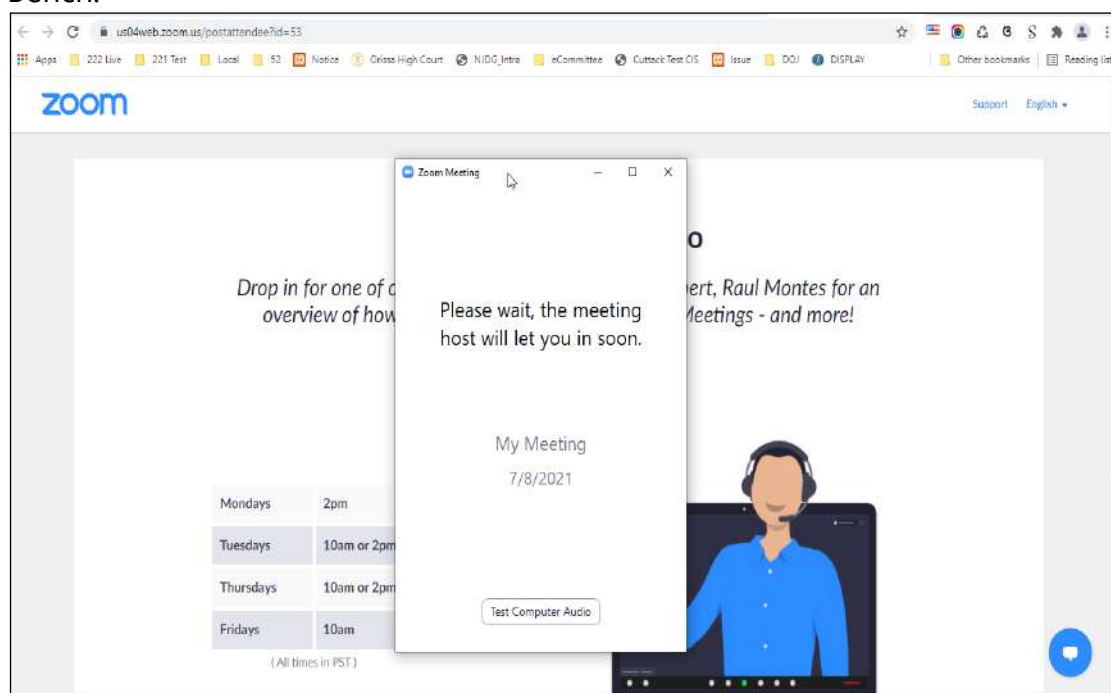 us04web.zoom.us/postattendee?id=53
Apps 222 Live 221 Test Local 52 Notice Orissa High Court NJDG_Intra eCommittee Cuttack Test CIS Issue DOJ DISPLAY Other bookmarks Reading list
zoom Support English
Zoom Meeting
o
Drop in for one of o ert, Raul Montes for an
overview of how Meetings - and more!
Please wait, the meeting
host will let you in soon.
My Meeting
7/8/2021
Mondays 2pm
Tuesdays 10am or 2pm
Thursdays 10am or 2pm
Fridays 10am
(All times in PST)
Test Computer Audio